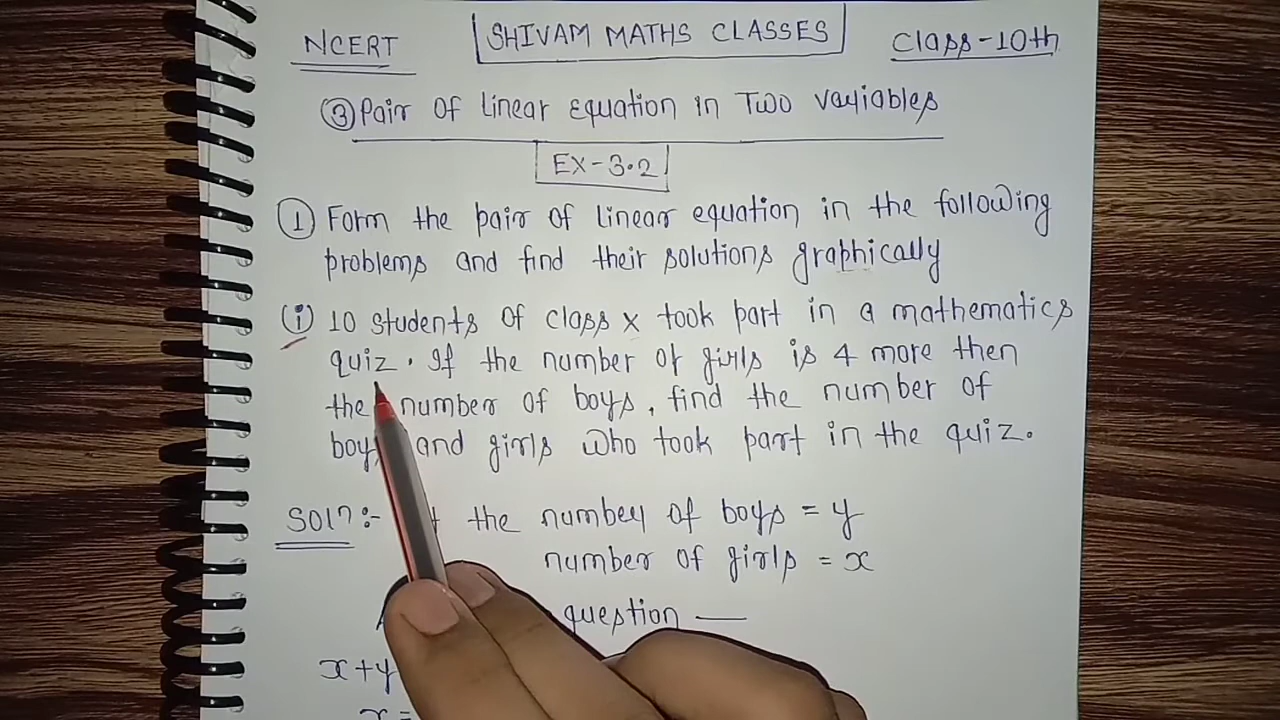 NCERT
SHIVAM MATHS CLASSES
Class-10th
③ Pair of linear Equation in Two variables
EX-3.2
① Form the pair of linear equation in the following
problems and find their solutions graphically
(i) 10 students of class x took part in a mathematics
quiz. If the number of girls is 4 more then
the number of boys, find the number of
boys and girls who took part in the quiz.
Solⁿ:- the number of boys = y
number of girls = x
question —
x+y
x=